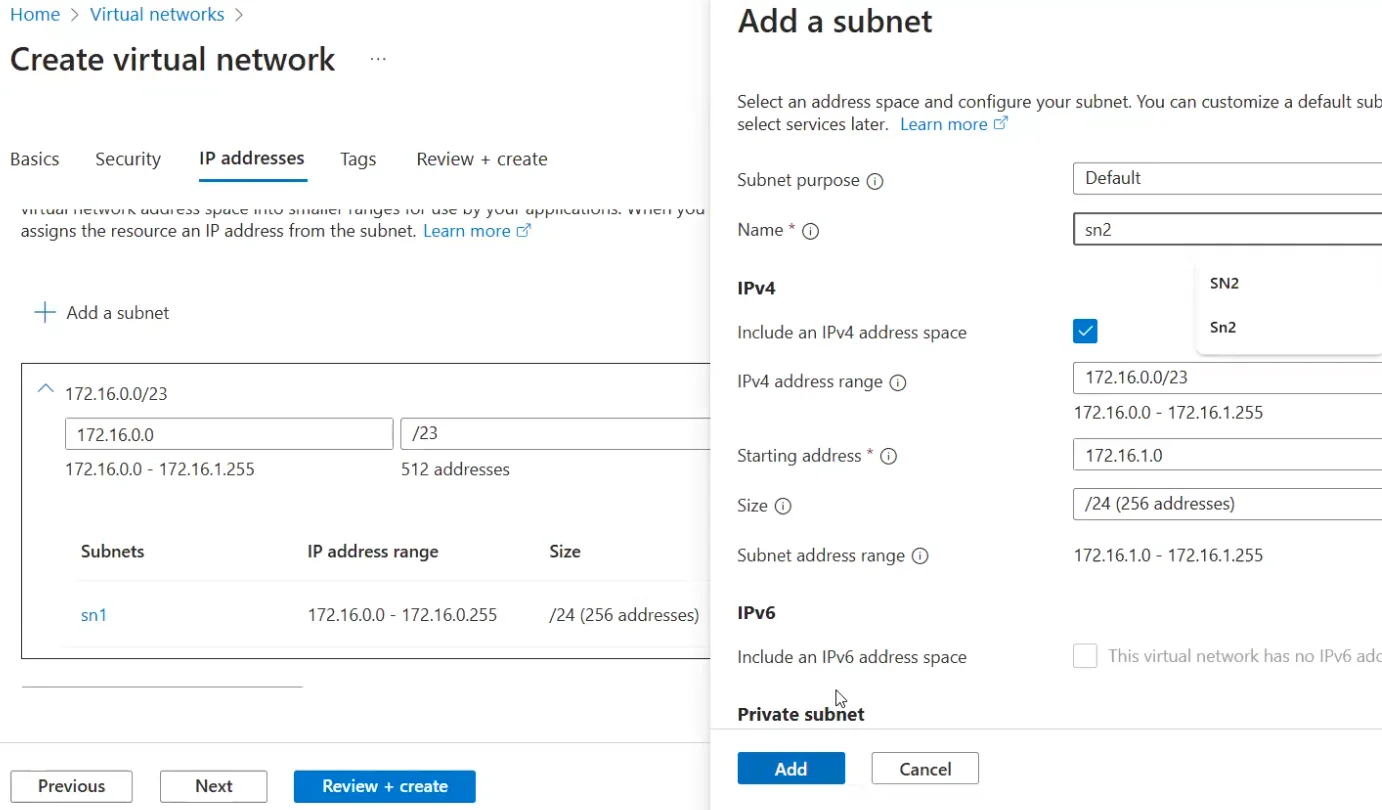 Home > Virtual networks >
Create virtual network ...
Basics Security IP addresses Tags Review + create
virtual network address space into smaller ranges for use by your applications. When you
assigns the resource an IP address from the subnet. Learn more
+ Add a subnet
172.16.0.0/23
172.16.0.0 /23
172.16.0.0 - 172.16.1.255 512 addresses
Subnets IP address range Size
sn1 172.16.0.0 - 172.16.0.255 /24 (256 addresses)
Previous Next Review + create
Add a subnet
Select an address space and configure your subnet. You can customize a default sub
select services later. Learn more
Subnet purpose Default
Name * sn2
SN2
Sn2
IPv4
Include an IPv4 address space
IPv4 address range 172.16.0.0/23
172.16.0.0 - 172.16.1.255
Starting address * 172.16.1.0
Size /24 (256 addresses)
Subnet address range 172.16.1.0 - 172.16.1.255
IPv6
Include an IPv6 address space This virtual network has no IPv6 add
Private subnet
Add Cancel